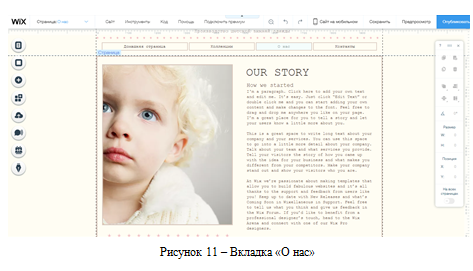 WiX
Страница: О нас
Сайт
Инструменты
Код
Помощь
Подключить премиум
Сайт на мобильном
Сохранить
Предпросмотр
Опубликовать
Страница
Домашняя страница
Коллекции
О нас
Контакты
OUR STORY
How we started
I'm a paragraph. Click here to add your own text
and edit me. It's easy. Just click "Edit Text" or
double click me and you can start adding your own
content and make changes to the font. Feel free to
drag and drop me anywhere you like on your page.
I'm a great place for you to tell a story and let
your users know a little more about you.
This is a great space to write long text about your
company and your services. You can use this space
to go into a little more detail about your company.
Talk about your team and what services you provide.
Tell your visitors the story of how you came up
with the idea for your business and what makes you
different from your competitors. Make your company
stand out and show your visitors who you are.
At Wix we're passionate about making templates that
allow you to build fabulous websites and it's all
thanks to the support and feedback from users like
you! Keep up to date with New Releases and what's
Coming Soon in Wixellaneous in Support. Feel free
to tell us what you think and give us feedback in
the Wix Forum. If you'd like to benefit from a
professional designer's touch, head to the Wix
Arena and connect with one of our Wix Pro
designers.
Размер
Позиция
Рисунок 11 – Вкладка «О нас»